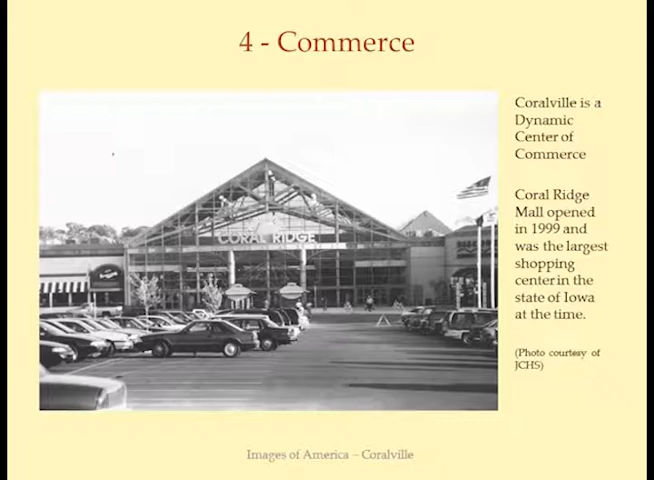 4 - Commerce
Coralville is a
Dynamic
Center of
Commerce
Coral Ridge
Mall opened
in 1999 and
was the largest
shopping
center in the
state of Iowa
at the time.
(Photo courtesy of
JCHS)
CORAL RIDGE
Images of America – Coralville